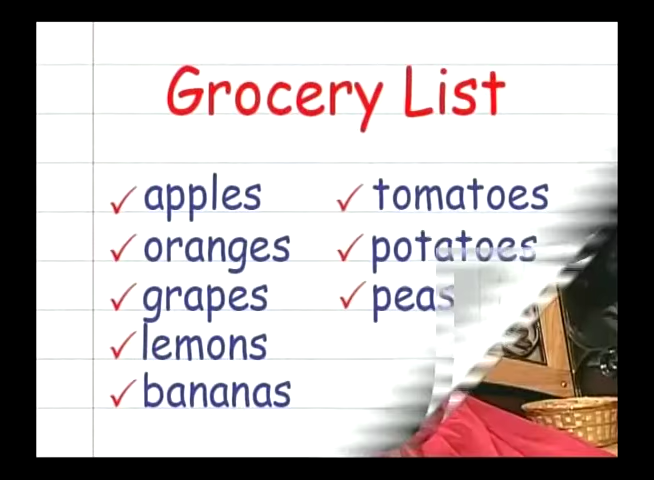 Grocery List
apples
oranges
grapes
lemons
bananas
tomatoes
potatoes
peas